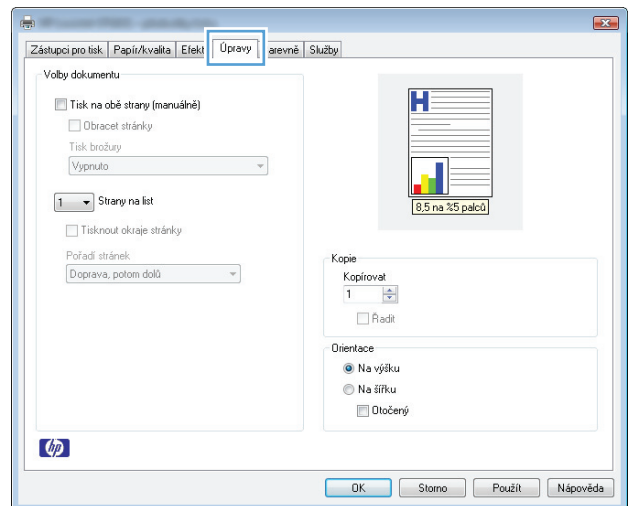 Zástupci pro tisk Papír/kvalita Efekt Úpravy arevně Služby
Volby dokumentu
Tisk na obě strany (manuálně)
Obracet stránky
Tisk brožury
Vypnuto
1 Strany na list
Tisknout okraje stránky
Pořadí stránek
Doprava, potom dolů
H
8,5 na %5 palců
Kopie
Kopírovat
1
Řadit
Orientace
Na výšku
Na šířku
Otočený
hp
OK Storno Použít Nápověda